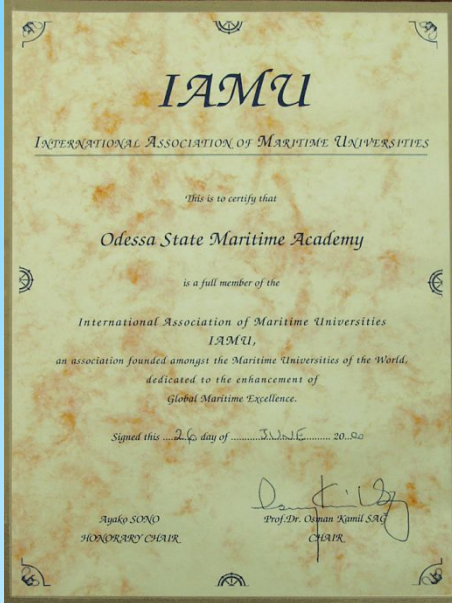 IAMU
INTERNATIONAL ASSOCIATION OF MARITIME UNIVERSITIES
This is to certify that
Odessa State Maritime Academy
is a full member of the
International Association of Maritime Universities
IAMU,
an association founded amongst the Maritime Universities of the World,
dedicated to the enhancement of
Global Maritime Excellence.
Signed this ....26 day of ............JUNE.......... 20..00
Ayako SONO Prof.Dr. Osman Kamil SAĞ
HONORARY CHAIR CHAIR